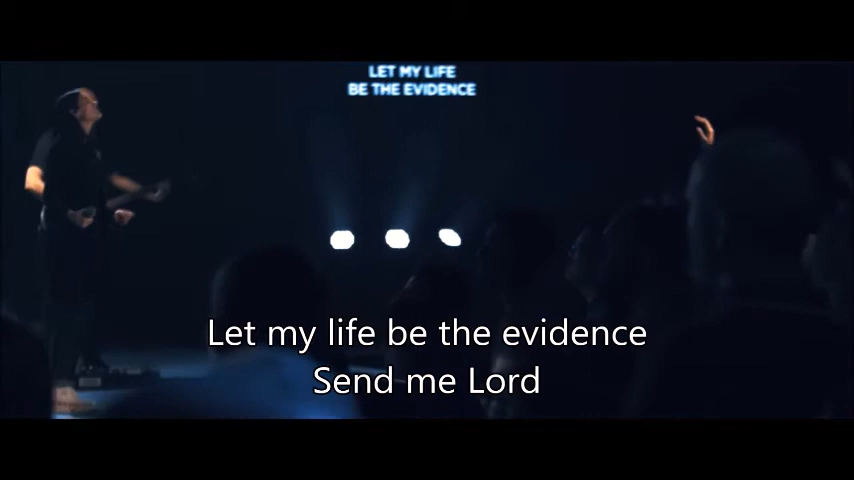 LET MY LIFE
BE THE EVIDENCE
Let my life be the evidence
Send me Lord